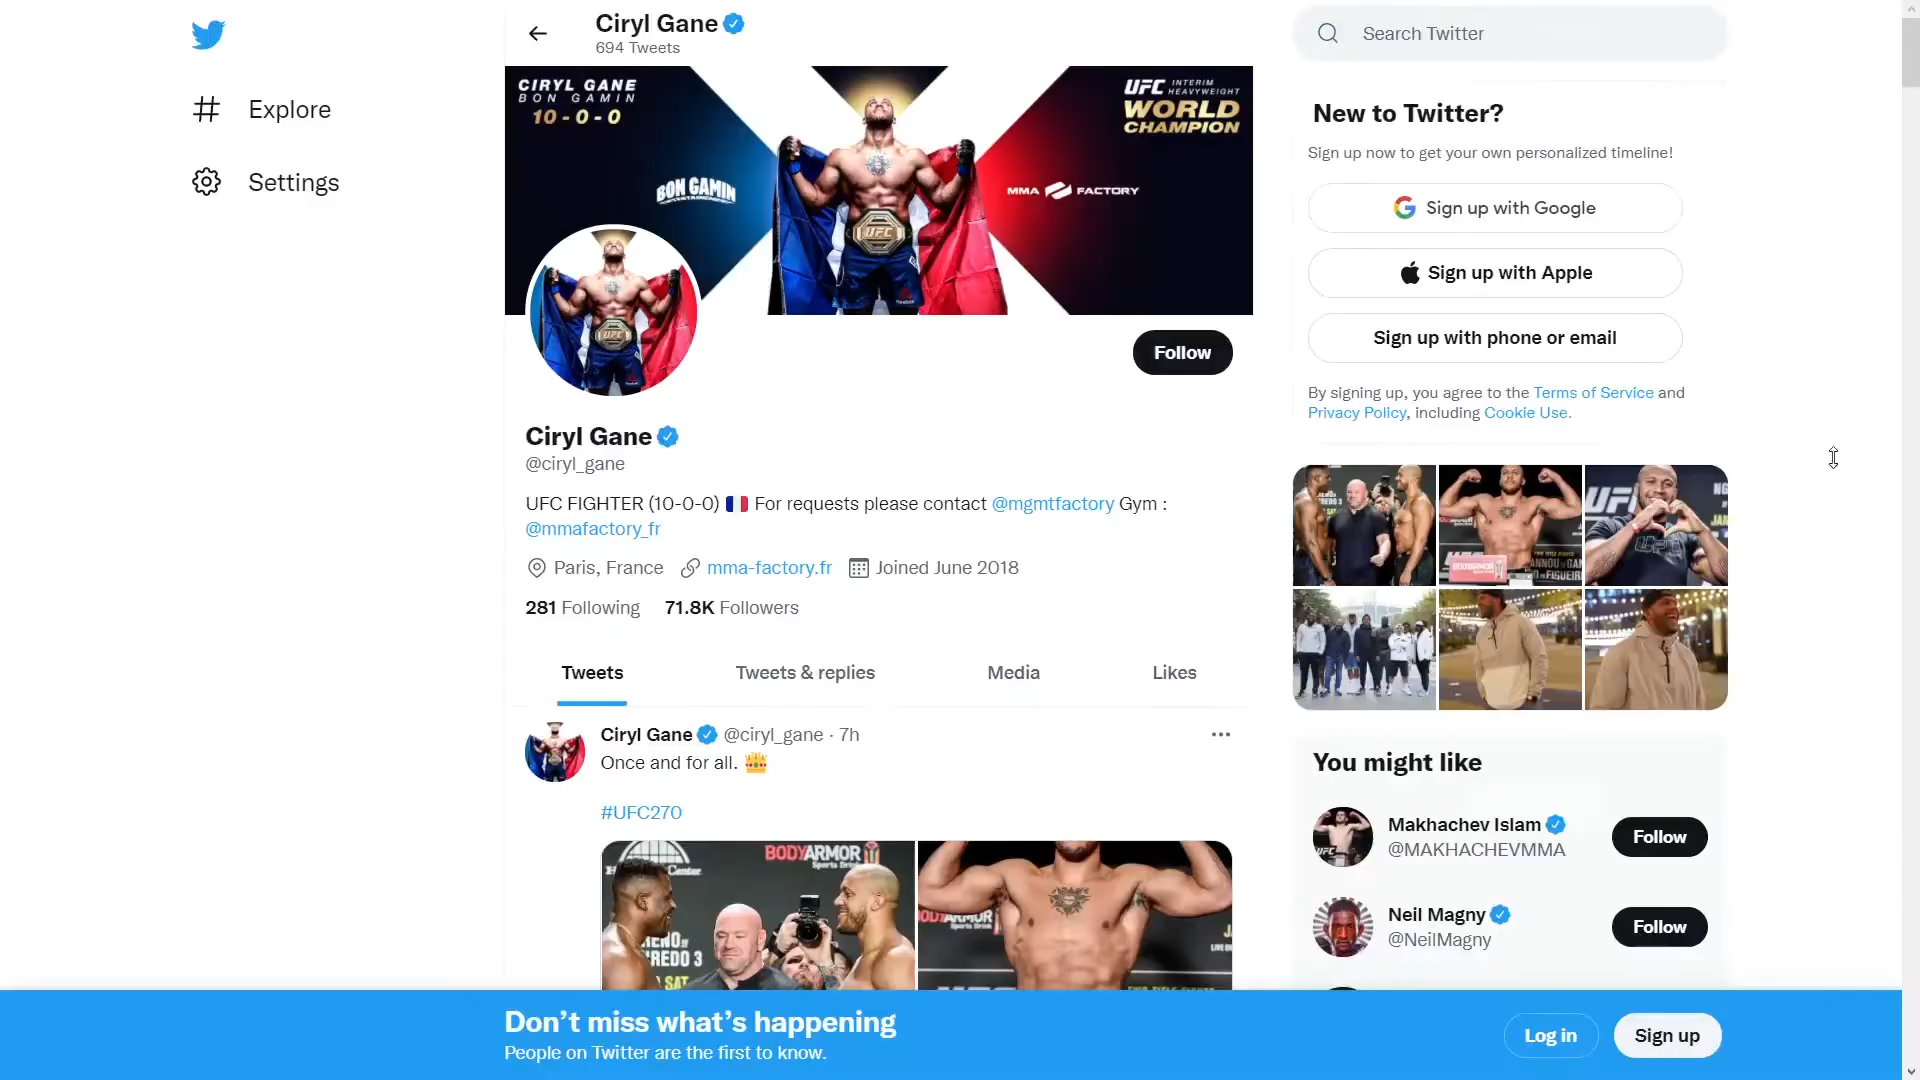 Explore
Settings
Ciryl Gane
694 Tweets
CIRYL GANE
BON GAMIN
10 - 0 - 0
BON GAMIN
UFC INTERIM
HEAVYWEIGHT
WORLD
CHAMPION
MMA FACTORY
UFC
Follow
Ciryl Gane
@ciryl_gane
UFC FIGHTER (10-0-0) 🇫🇷 For requests please contact @mgmtfactory Gym :
@mmafactory_fr
Paris, France mma-factory.fr Joined June 2018
281 Following 71.8K Followers
Tweets Tweets & replies Media Likes
Ciryl Gane @ciryl_gane · 7h
Once and for all. 👑
#UFC270
BODYARMOR
Sports Drink
Center
REDO 3
SAT
Search Twitter
New to Twitter?
Sign up now to get your own personalized timeline!
Sign up with Google
Sign up with Apple
Sign up with phone or email
By signing up, you agree to the Terms of Service and
Privacy Policy, including Cookie Use.
You might like
Makhachev Islam
@MAKHACHEVMMA
Follow
Neil Magny
@NeilMagny
Follow
Don’t miss what’s happening
People on Twitter are the first to know.
Log in
Sign up